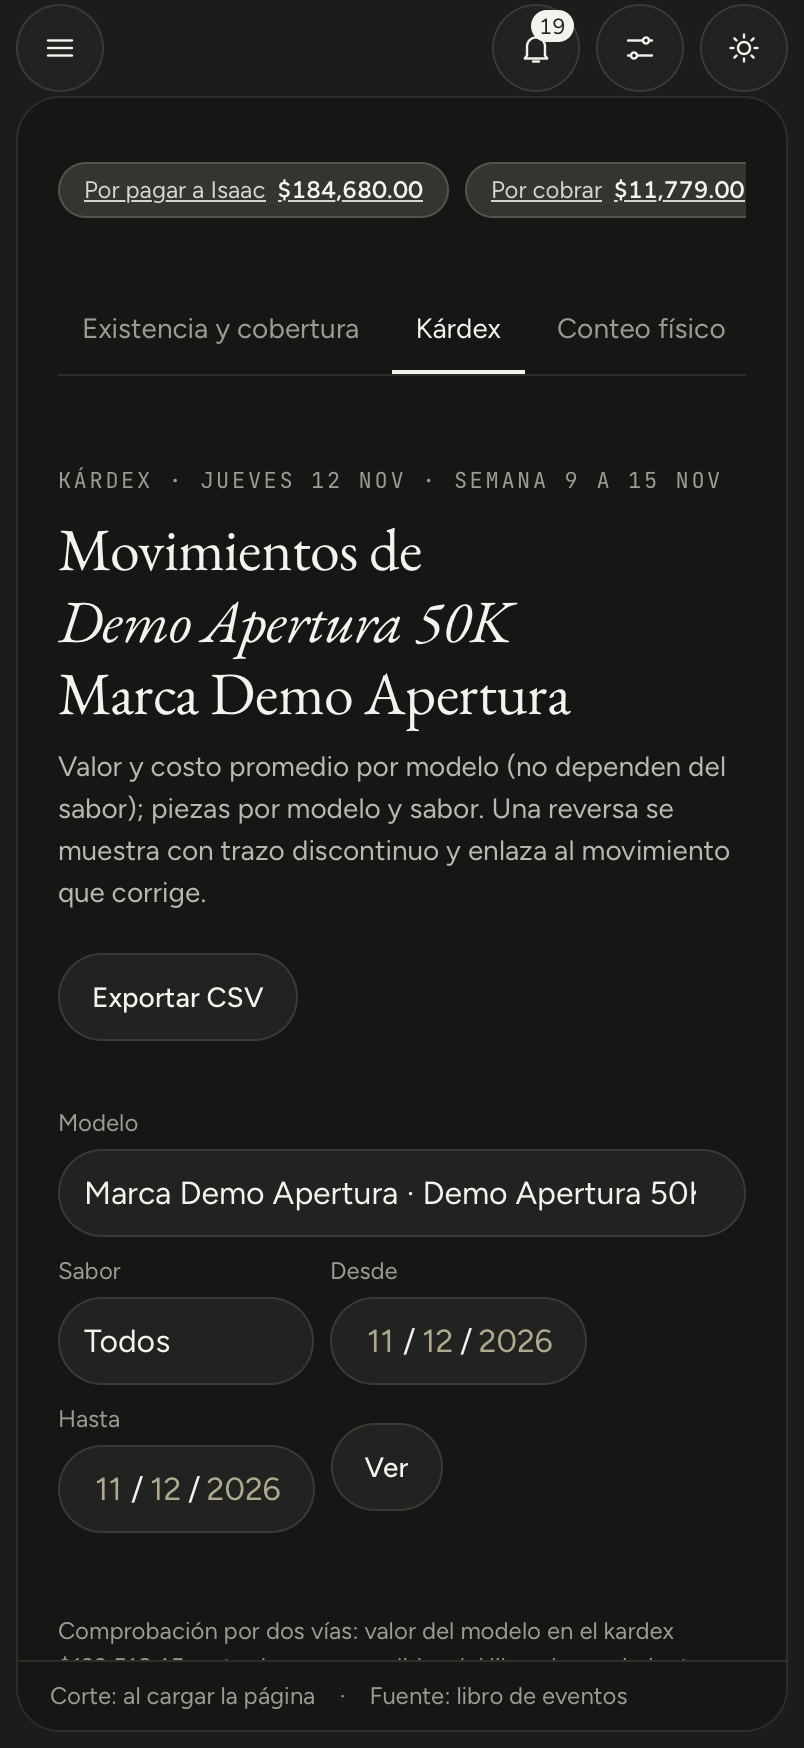 19
Por pagar a Isaac $184,680.00 Por cobrar $11,779.00
Existencia y cobertura Kárdex Conteo físico
KÁRDEX · JUEVES 12 NOV · SEMANA 9 A 15 NOV
Movimientos de
Demo Apertura 50K
Marca Demo Apertura
Valor y costo promedio por modelo (no dependen del
sabor); piezas por modelo y sabor. Una reversa se
muestra con trazo discontinuo y enlaza al movimiento
que corrige.
Exportar CSV
Modelo
Marca Demo Apertura · Demo Apertura 50K
Sabor Desde
Todos 11 / 12 / 2026
Hasta
11 / 12 / 2026 Ver
Comprobación por dos vías: valor del modelo en el kardex
Corte: al cargar la página · Fuente: libro de eventos